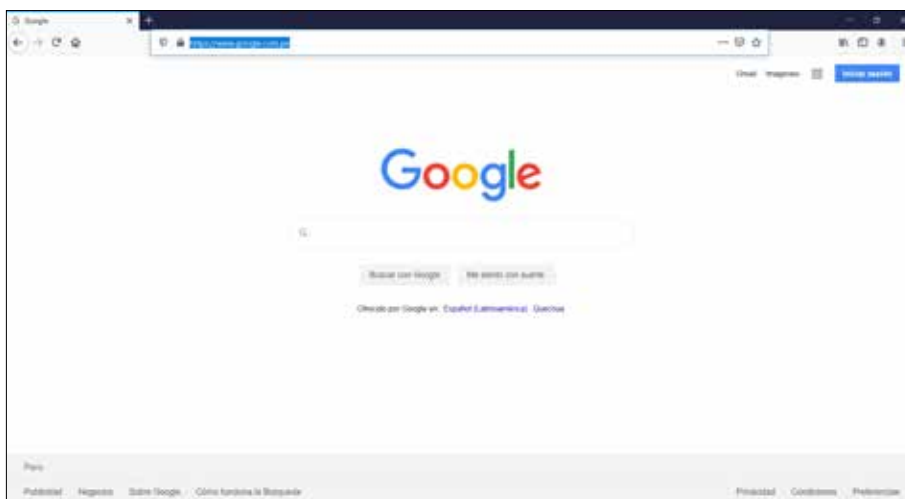 Google
https://www.google.com.pe
Gmail Imágenes
Iniciar sesión
Google
Buscar con Google Me siento con suerte
Ofrecido por Google en: Español (Latinoamérica) Quechua
Perú
Publicidad Negocios Sobre Google Cómo funciona la Búsqueda
Privacidad Condiciones Preferencias